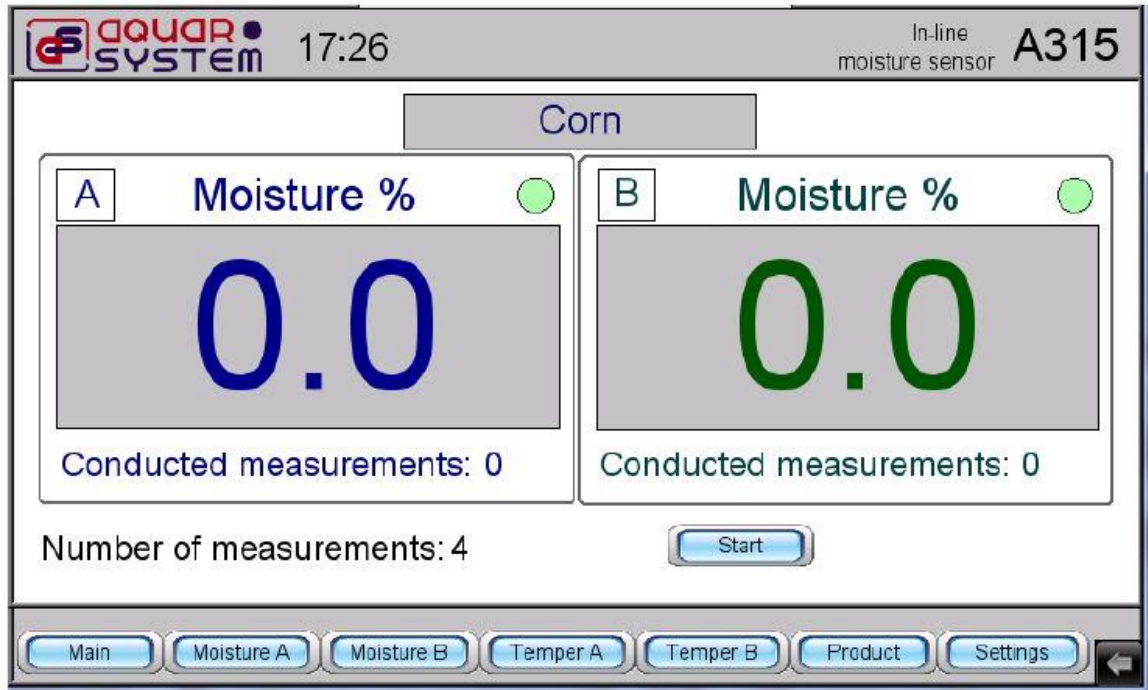 aquar
system
17:26
In-line
moisture sensor
A315
Corn
A
Moisture %
0.0
Conducted measurements: 0
B
Moisture %
0.0
Conducted measurements: 0
Number of measurements: 4
Start
Main
Moisture A
Moisture B
Temper A
Temper B
Product
Settings